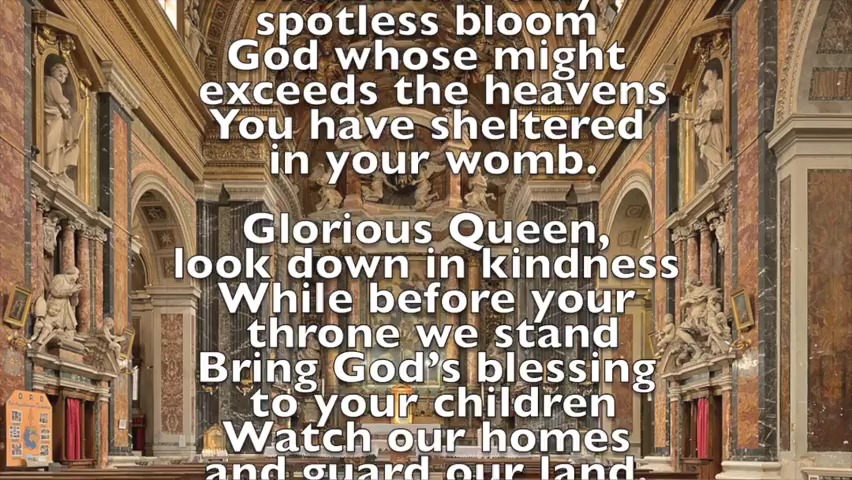 spotless bloom
God whose might
exceeds the heavens
You have sheltered
in your womb.
Glorious Queen,
look down in kindness
While before your
throne we stand
Bring God's blessing
to your children
Watch our homes
and guard our land.